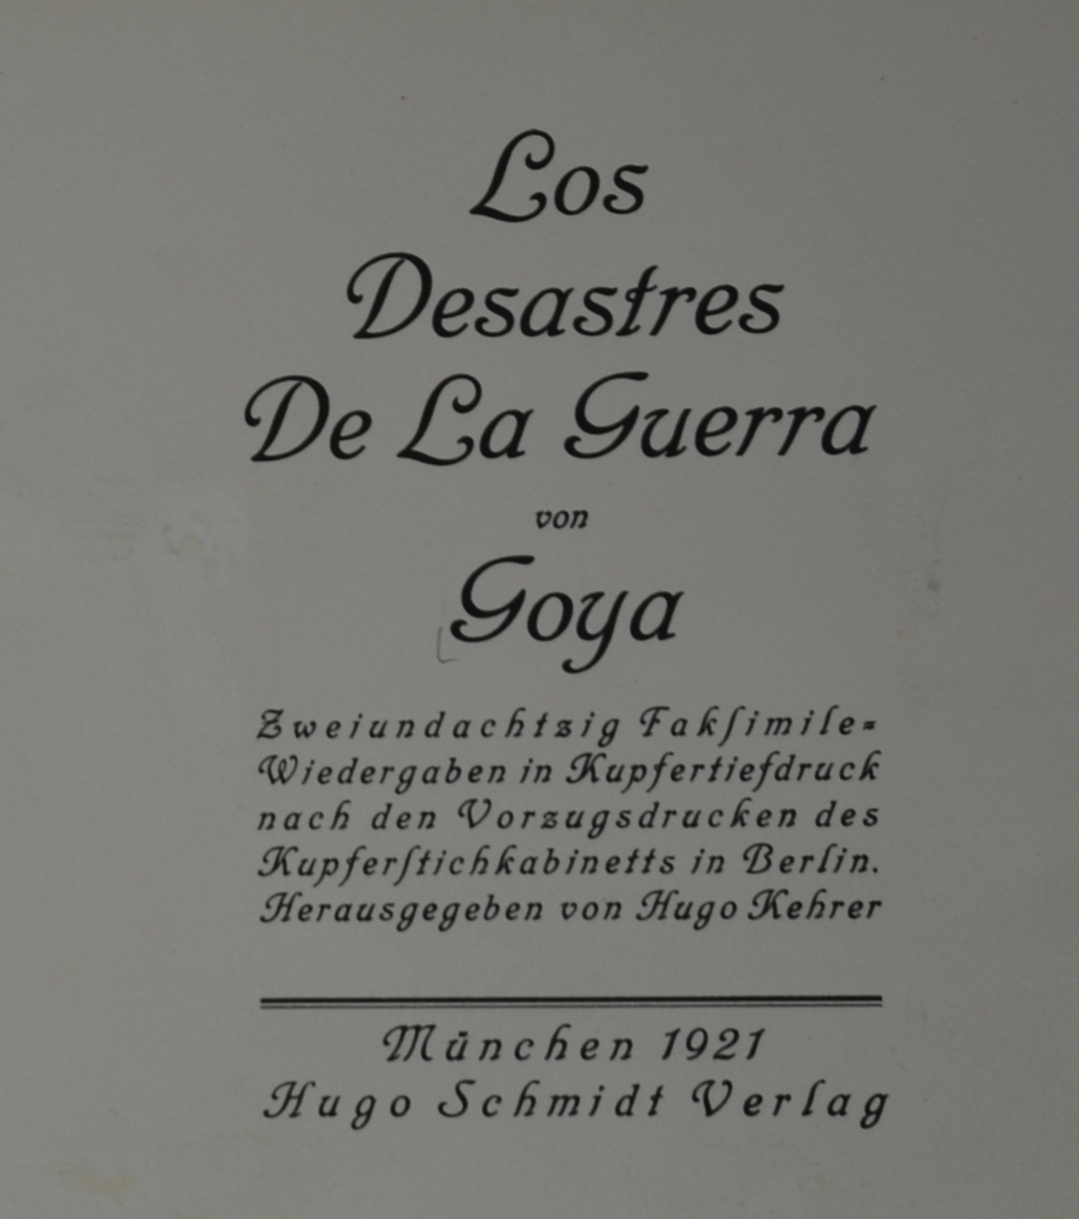 Los
Desastres
De La Guerra
von
Goya
Zweiundachtzig Fakſimile=
Wiedergaben in Kupfertiefdruck
nach den Vorzugsdrucken des
Kupferſtichkabinetts in Berlin.
Herausgegeben von Hugo Kehrer
München 1921
Hugo Schmidt Verlag